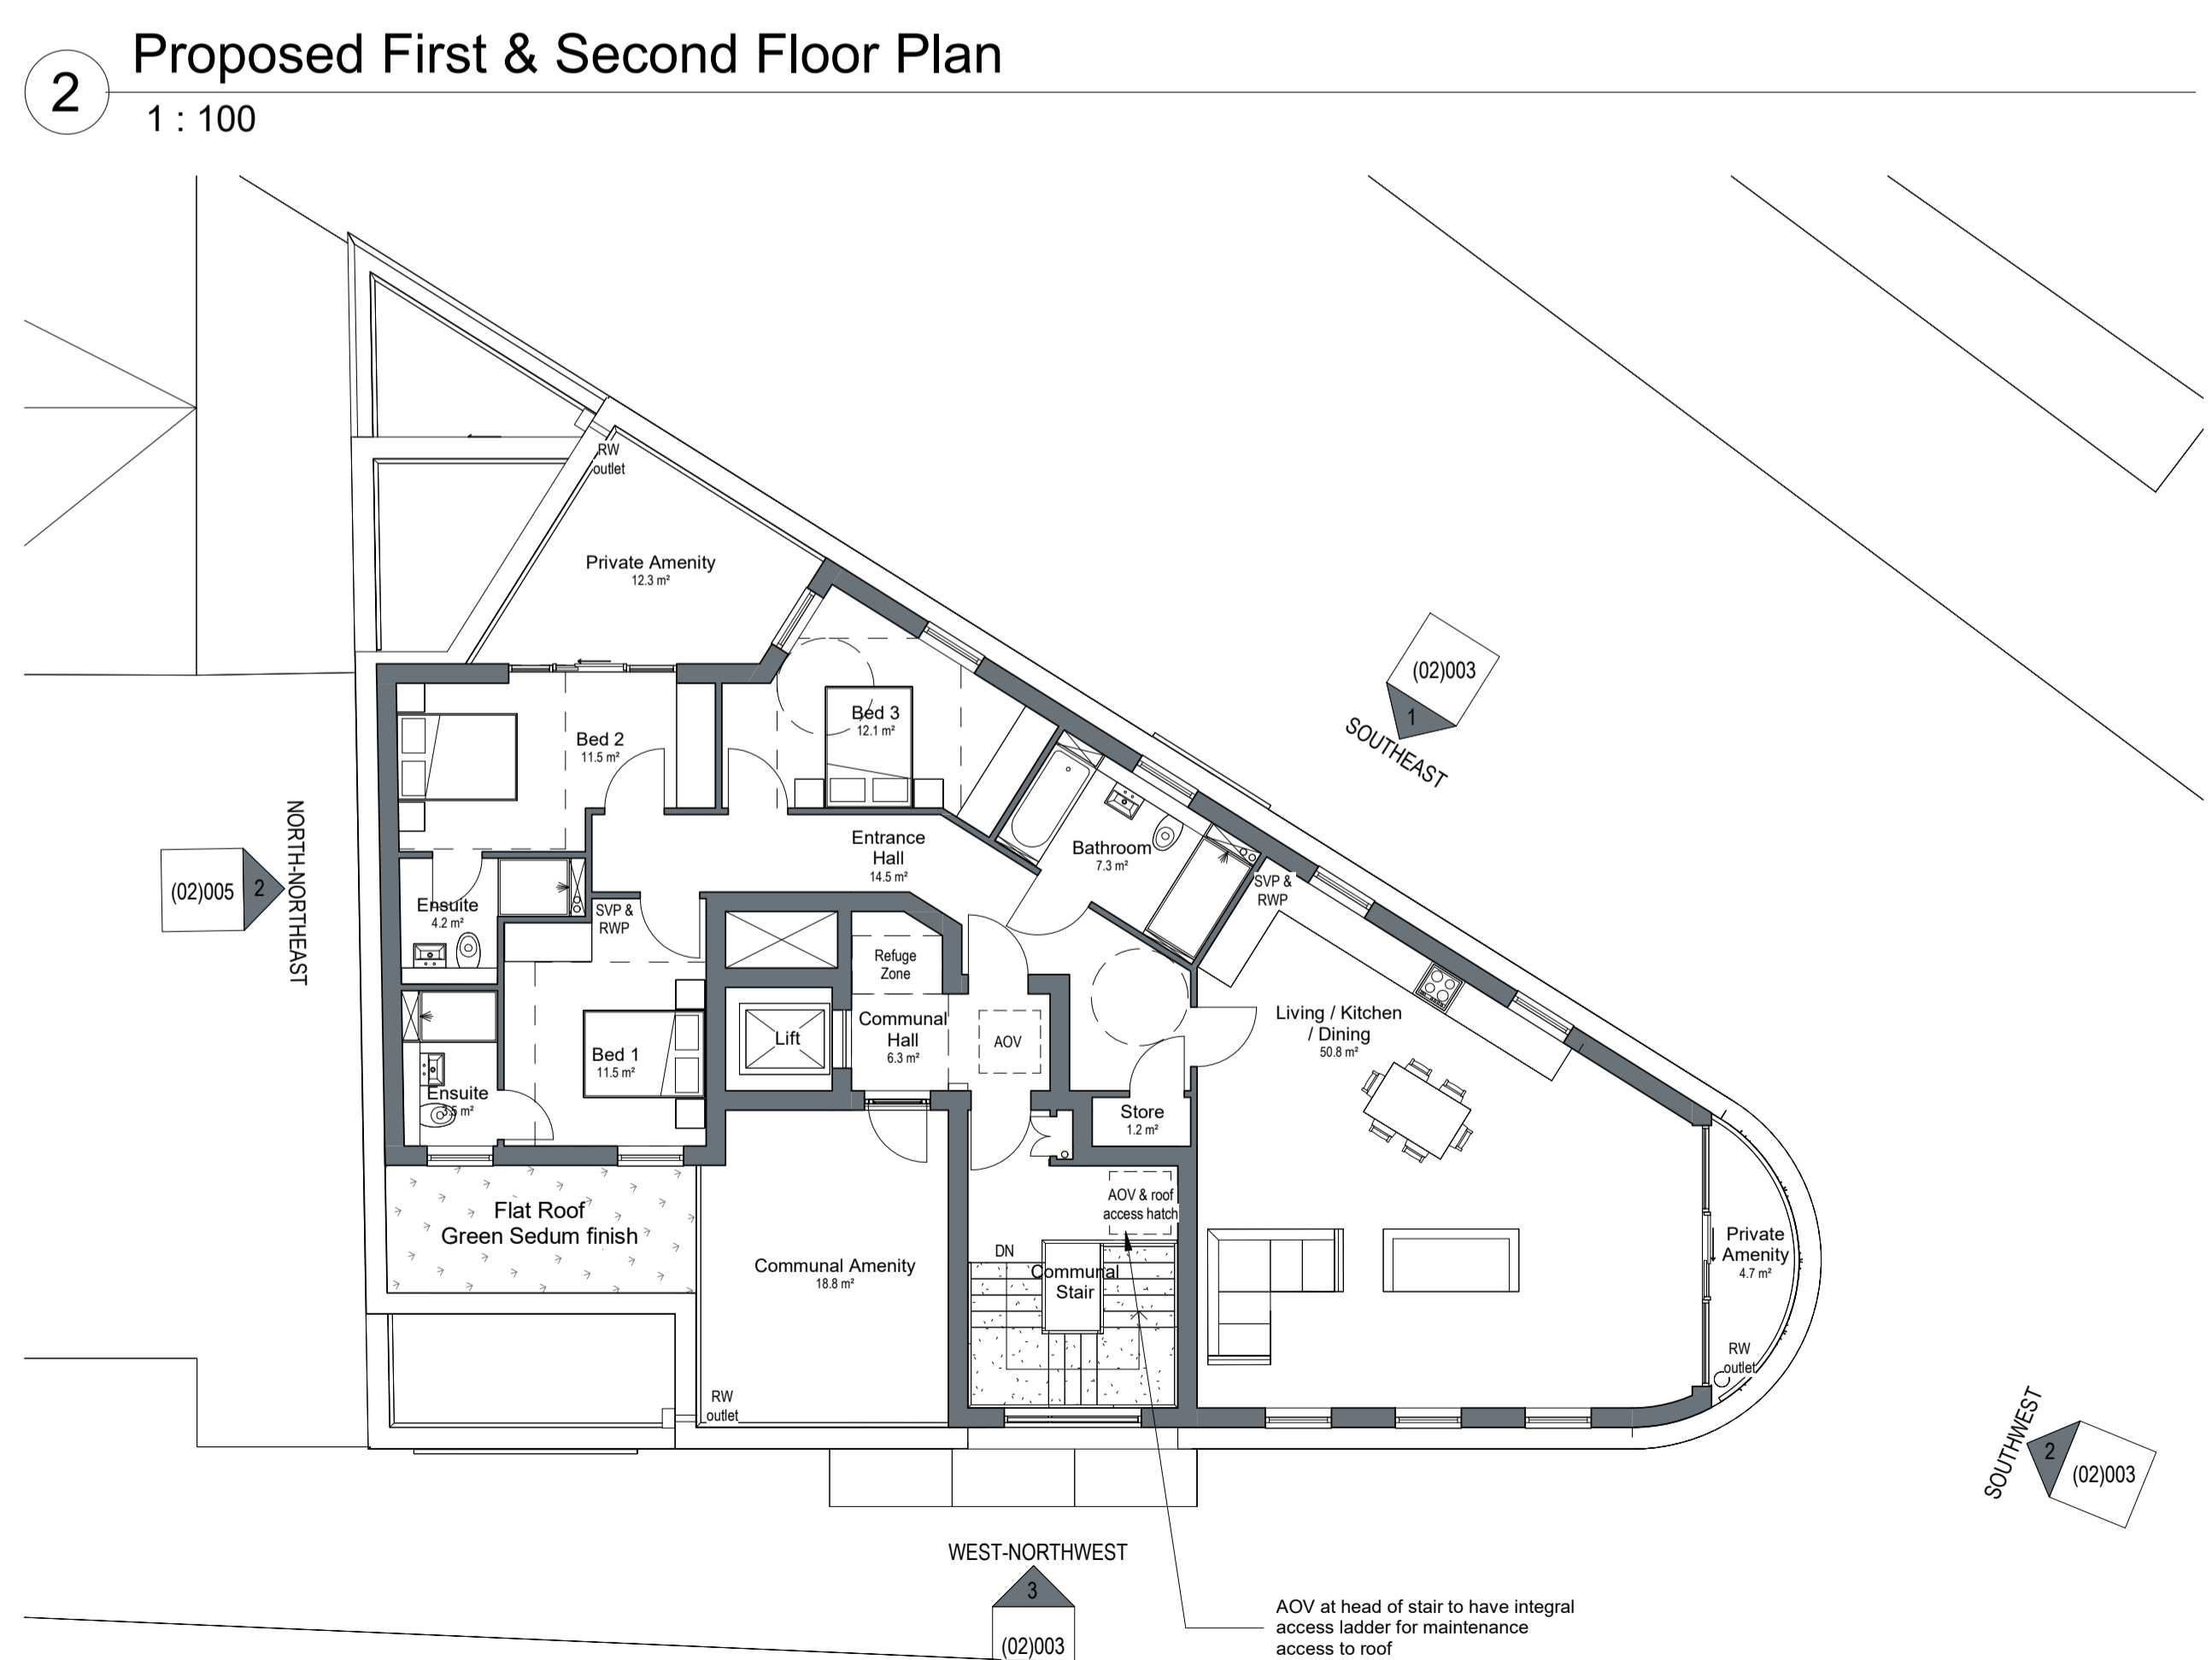 2
Proposed First & Second Floor Plan
1 : 100
RW
outlet
Private Amenity
12.3 m²
(02)003
1
SOUTHEAST
Bed 3
12.1 m²
Bed 2
11.5 m²
Entrance
Hall
14.5 m²
Bathroom
7.3 m²
NORTH-NORTHEAST
(02)005
2
Ensuite
4.2 m²
SVP &
RWP
SVP &
RWP
Refuge
Zone
Communal
Hall
6.3 m²
Lift
AOV
Living / Kitchen
/ Dining
50.8 m²
Bed 1
11.5 m²
Ensuite
3.5 m²
Store
1.2 m²
AOV & roof
access hatch
Flat Roof
Green Sedum finish
DN
Communal
Stair
Communal Amenity
18.8 m²
Private
Amenity
4.7 m²
RW
outlet
RW
outlet
SOUTHWEST
2
(02)003
WEST-NORTHWEST
3
(02)003
AOV at head of stair to have integral
access ladder for maintenance
access to roof